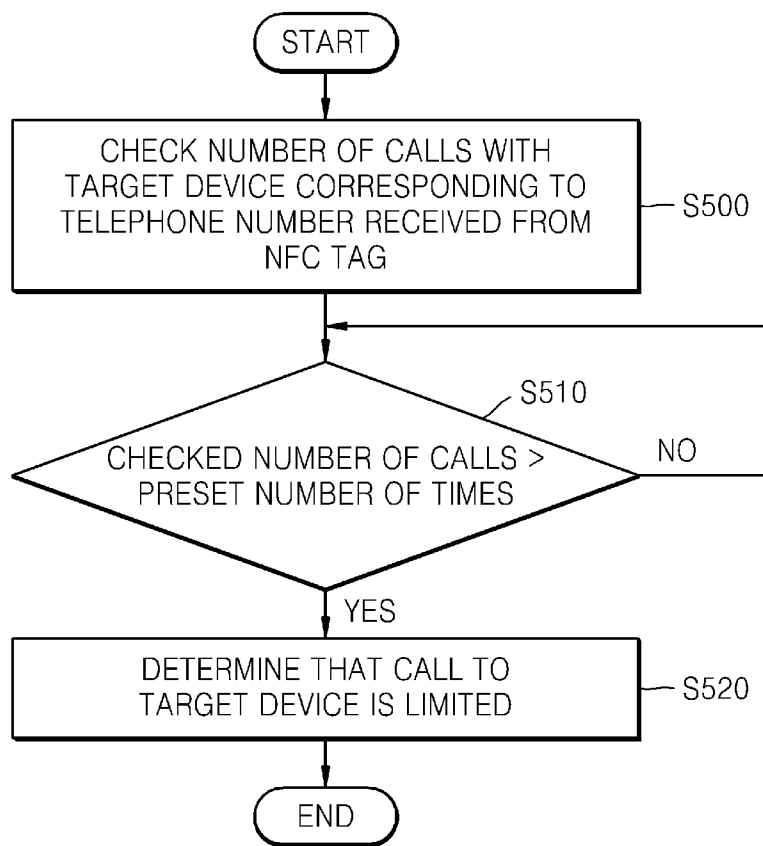 START
CHECK NUMBER OF CALLS WITH
TARGET DEVICE CORRESPONDING TO
TELEPHONE NUMBER RECEIVED FROM
NFC TAG
S500
S510
CHECKED NUMBER OF CALLS >
PRESET NUMBER OF TIMES
NO
YES
DETERMINE THAT CALL TO
TARGET DEVICE IS LIMITED
S520
END